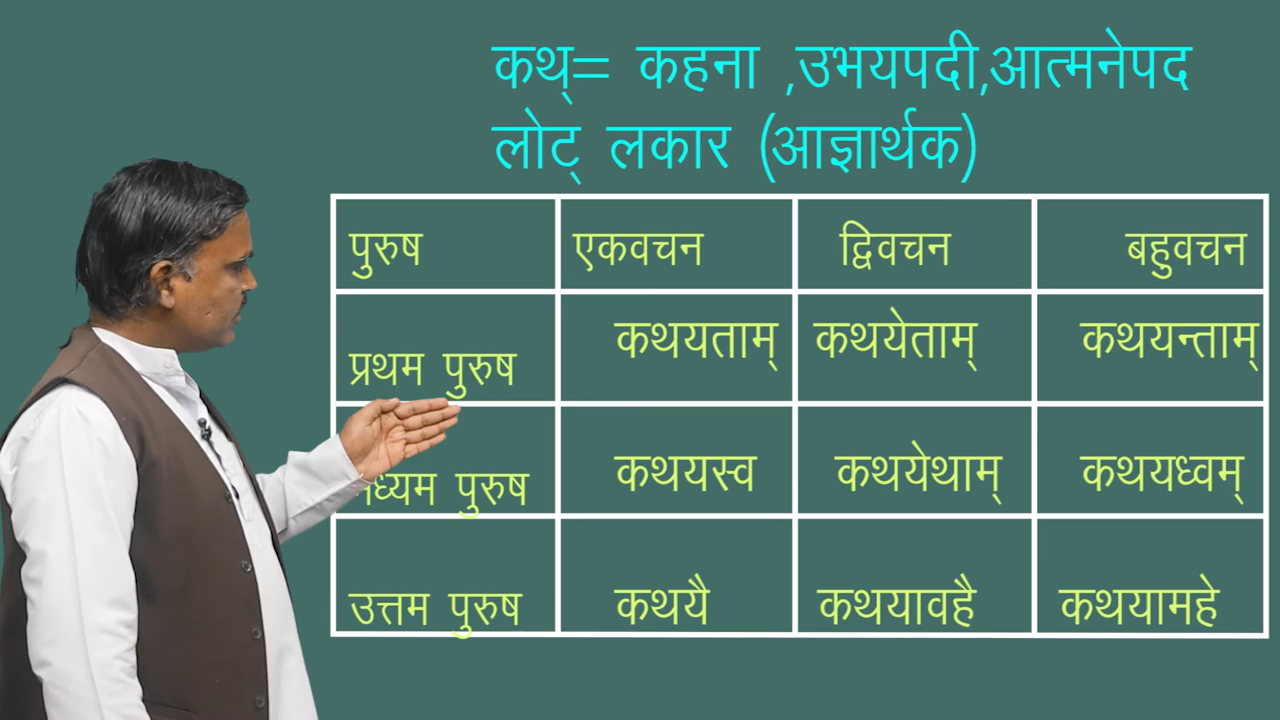 कथ्= कहना ,उभयपदी,आत्मनेपद
लोट् लकार (आज्ञार्थक)
पुरुष एकवचन द्विवचन बहुवचन
प्रथम पुरुष कथयताम् कथयेताम् कथयन्ताम्
पुरुष कथयस्व कथयेथाम् कथयध्वम्
उत्तम पुरुष कथयै कथयावहै कथयामहे